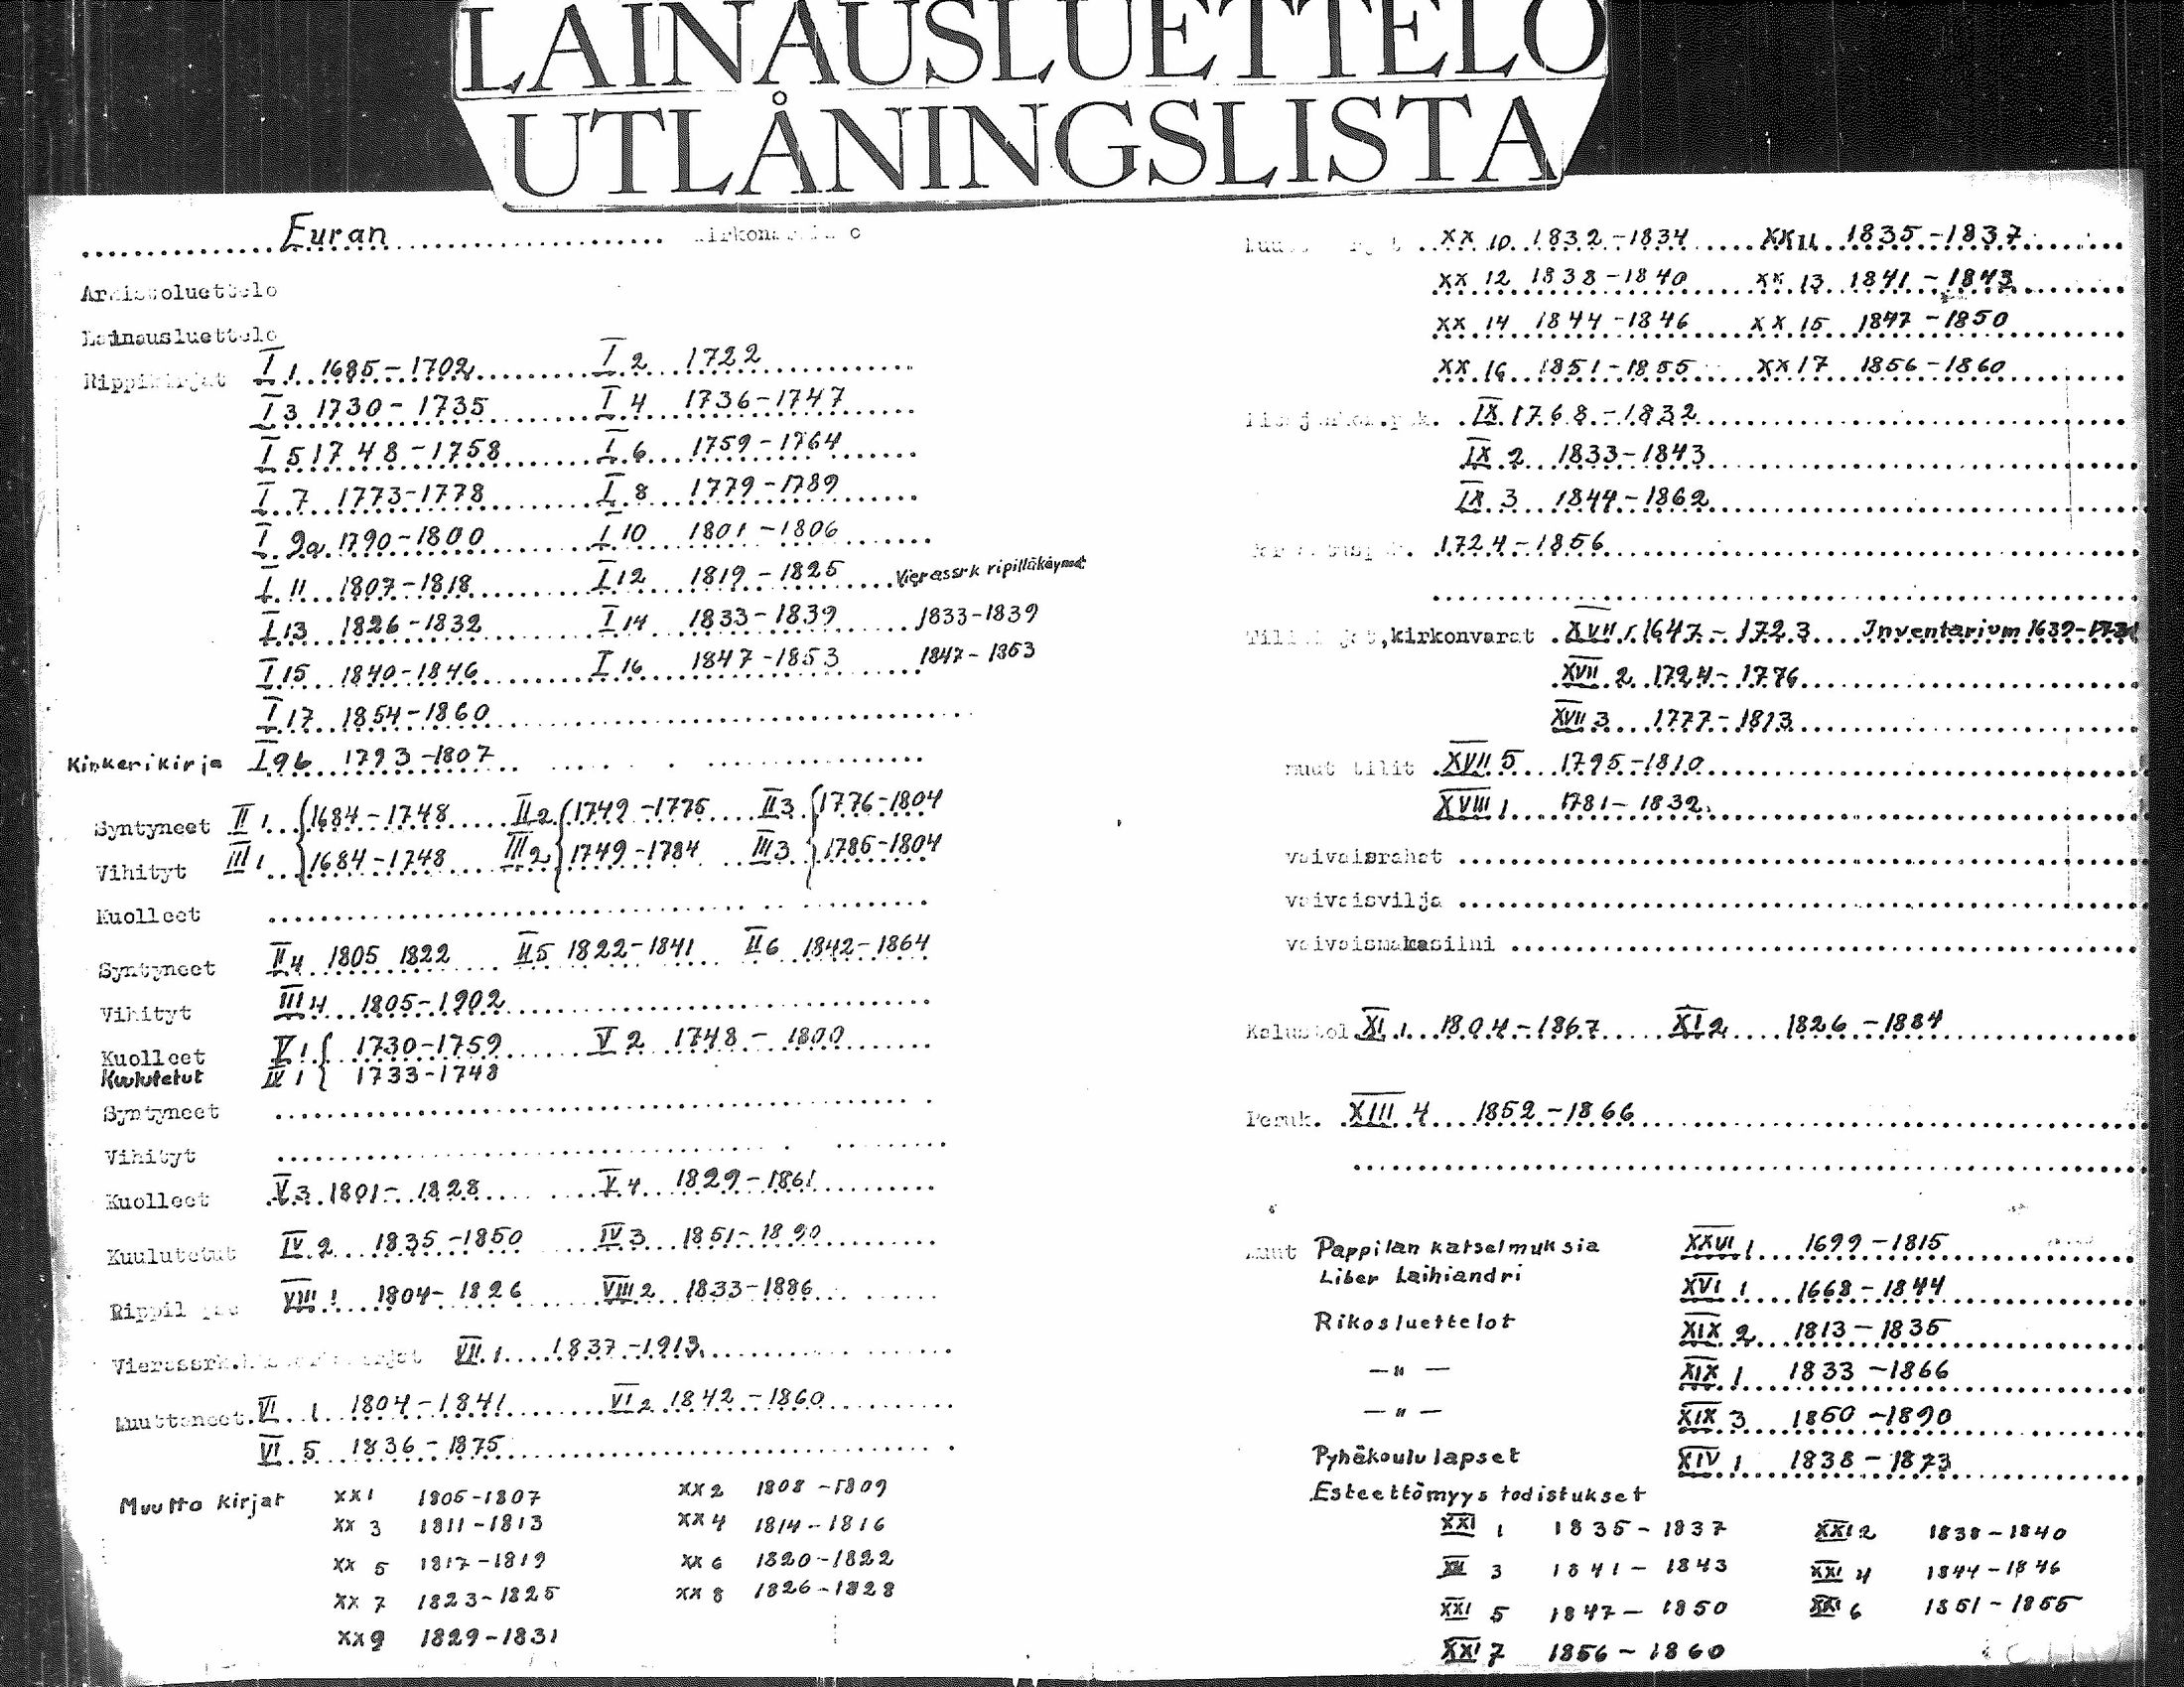 LAINAUSLUETTELO
UTLÅNINGSLISTA
Euran
Arkistoluettelo
Lainausluettelo
Rippikirjat I 1 1685-1702 I 2 1722
I 3 1730-1735 I 4 1736-1747
I 5 1748-1758 I 6 1759-1764
I 7 1773-1778 I 8 1779-1789
I 9a 1790-1800 I 10 1801-1806
I 11 1807-1818 I 12 1819-1825 Vierassrk ripilläkäyneet
I 13 1826-1832 I 14 1833-1839 1833-1839
I 15 1840-1846 I 16 1847-1853 1847-1853
I 17 1854-1860
Kinkerikirja I 9b 1793-1807
Syntyneet II 1 1684-1748 II 2 1749-1775 II 3 1776-1804
Vihityt III 1 1684-1748 III 2 1749-1784 III 3 1785-1804
Kuolleet
Syntyneet II 4 1805 1822 II 5 1822-1841 II 6 1842-1864
Vihityt III 4 1805-1902
Kuolleet V 1 1730-1759 V 2 1748-1800
Kuulutetut IV 1 1733-1748
Syntyneet
Vihityt
Kuolleet V 3 1801-1828 V 4 1829-1861
Kuulutetut IV 2 1835-1850 IV 3 1851-1890
VIII 1 1804-1826 VIII 2 1833-1886
Vierassrk. VII 1 1837-1913
Muuttaneet VI 1 1804-1841 VI 2 1842-1860
VI 5 1836-1875
Muutto kirjat XX 1 1805-1807 XX 2 1808-1809
XX 3 1811-1813 XX 4 1814-1816
XX 5 1817-1819 XX 6 1820-1822
XX 7 1823-1825 XX 8 1826-1828
XX 9 1829-1831
XX 10 1832-1834 XX 11 1835-1837
XX 12 1838-1840 XX 13 1841-1843
XX 14 1844-1846 XX 15 1847-1850
XX 16 1851-1855 XX 17 1856-1860
IX 1768-1832
IX 2 1833-1843
IX 3 1844-1862
1724-1856
kirkonvarat XVII 1 1647-1723 Inventarium 1639-1731
XVII 2 1724-1776
XVII 3 1777-1813
muut tilit XVII 5 1795-1810
XVIII 1 1781-1832
vaivaisrahat
vaivaisvilja
vaivaismakasiini
Kalustol XI 1 1804-1867 XI 2 1826-1884
Peruk. XIII 4 1852-1866
Muut Pappilan katselmuksia XXVI 1 1699-1815
Liber Laihiandri XVI 1 1668-1844
Rikosluettelot XIX 2 1813-1835
—"— XIX 1 1833-1866
—"— XIX 3 1850-1890
Pyhäkoulu lapset XIV 1 1838-1873
Esteettömyys todistukset
XXI 1 1835-1837 XXI 2 1838-1840
XXI 3 1841-1843 XXI 4 1844-1846
XXI 5 1847-1850 XXI 6 1851-1855
XXI 7 1856-1860